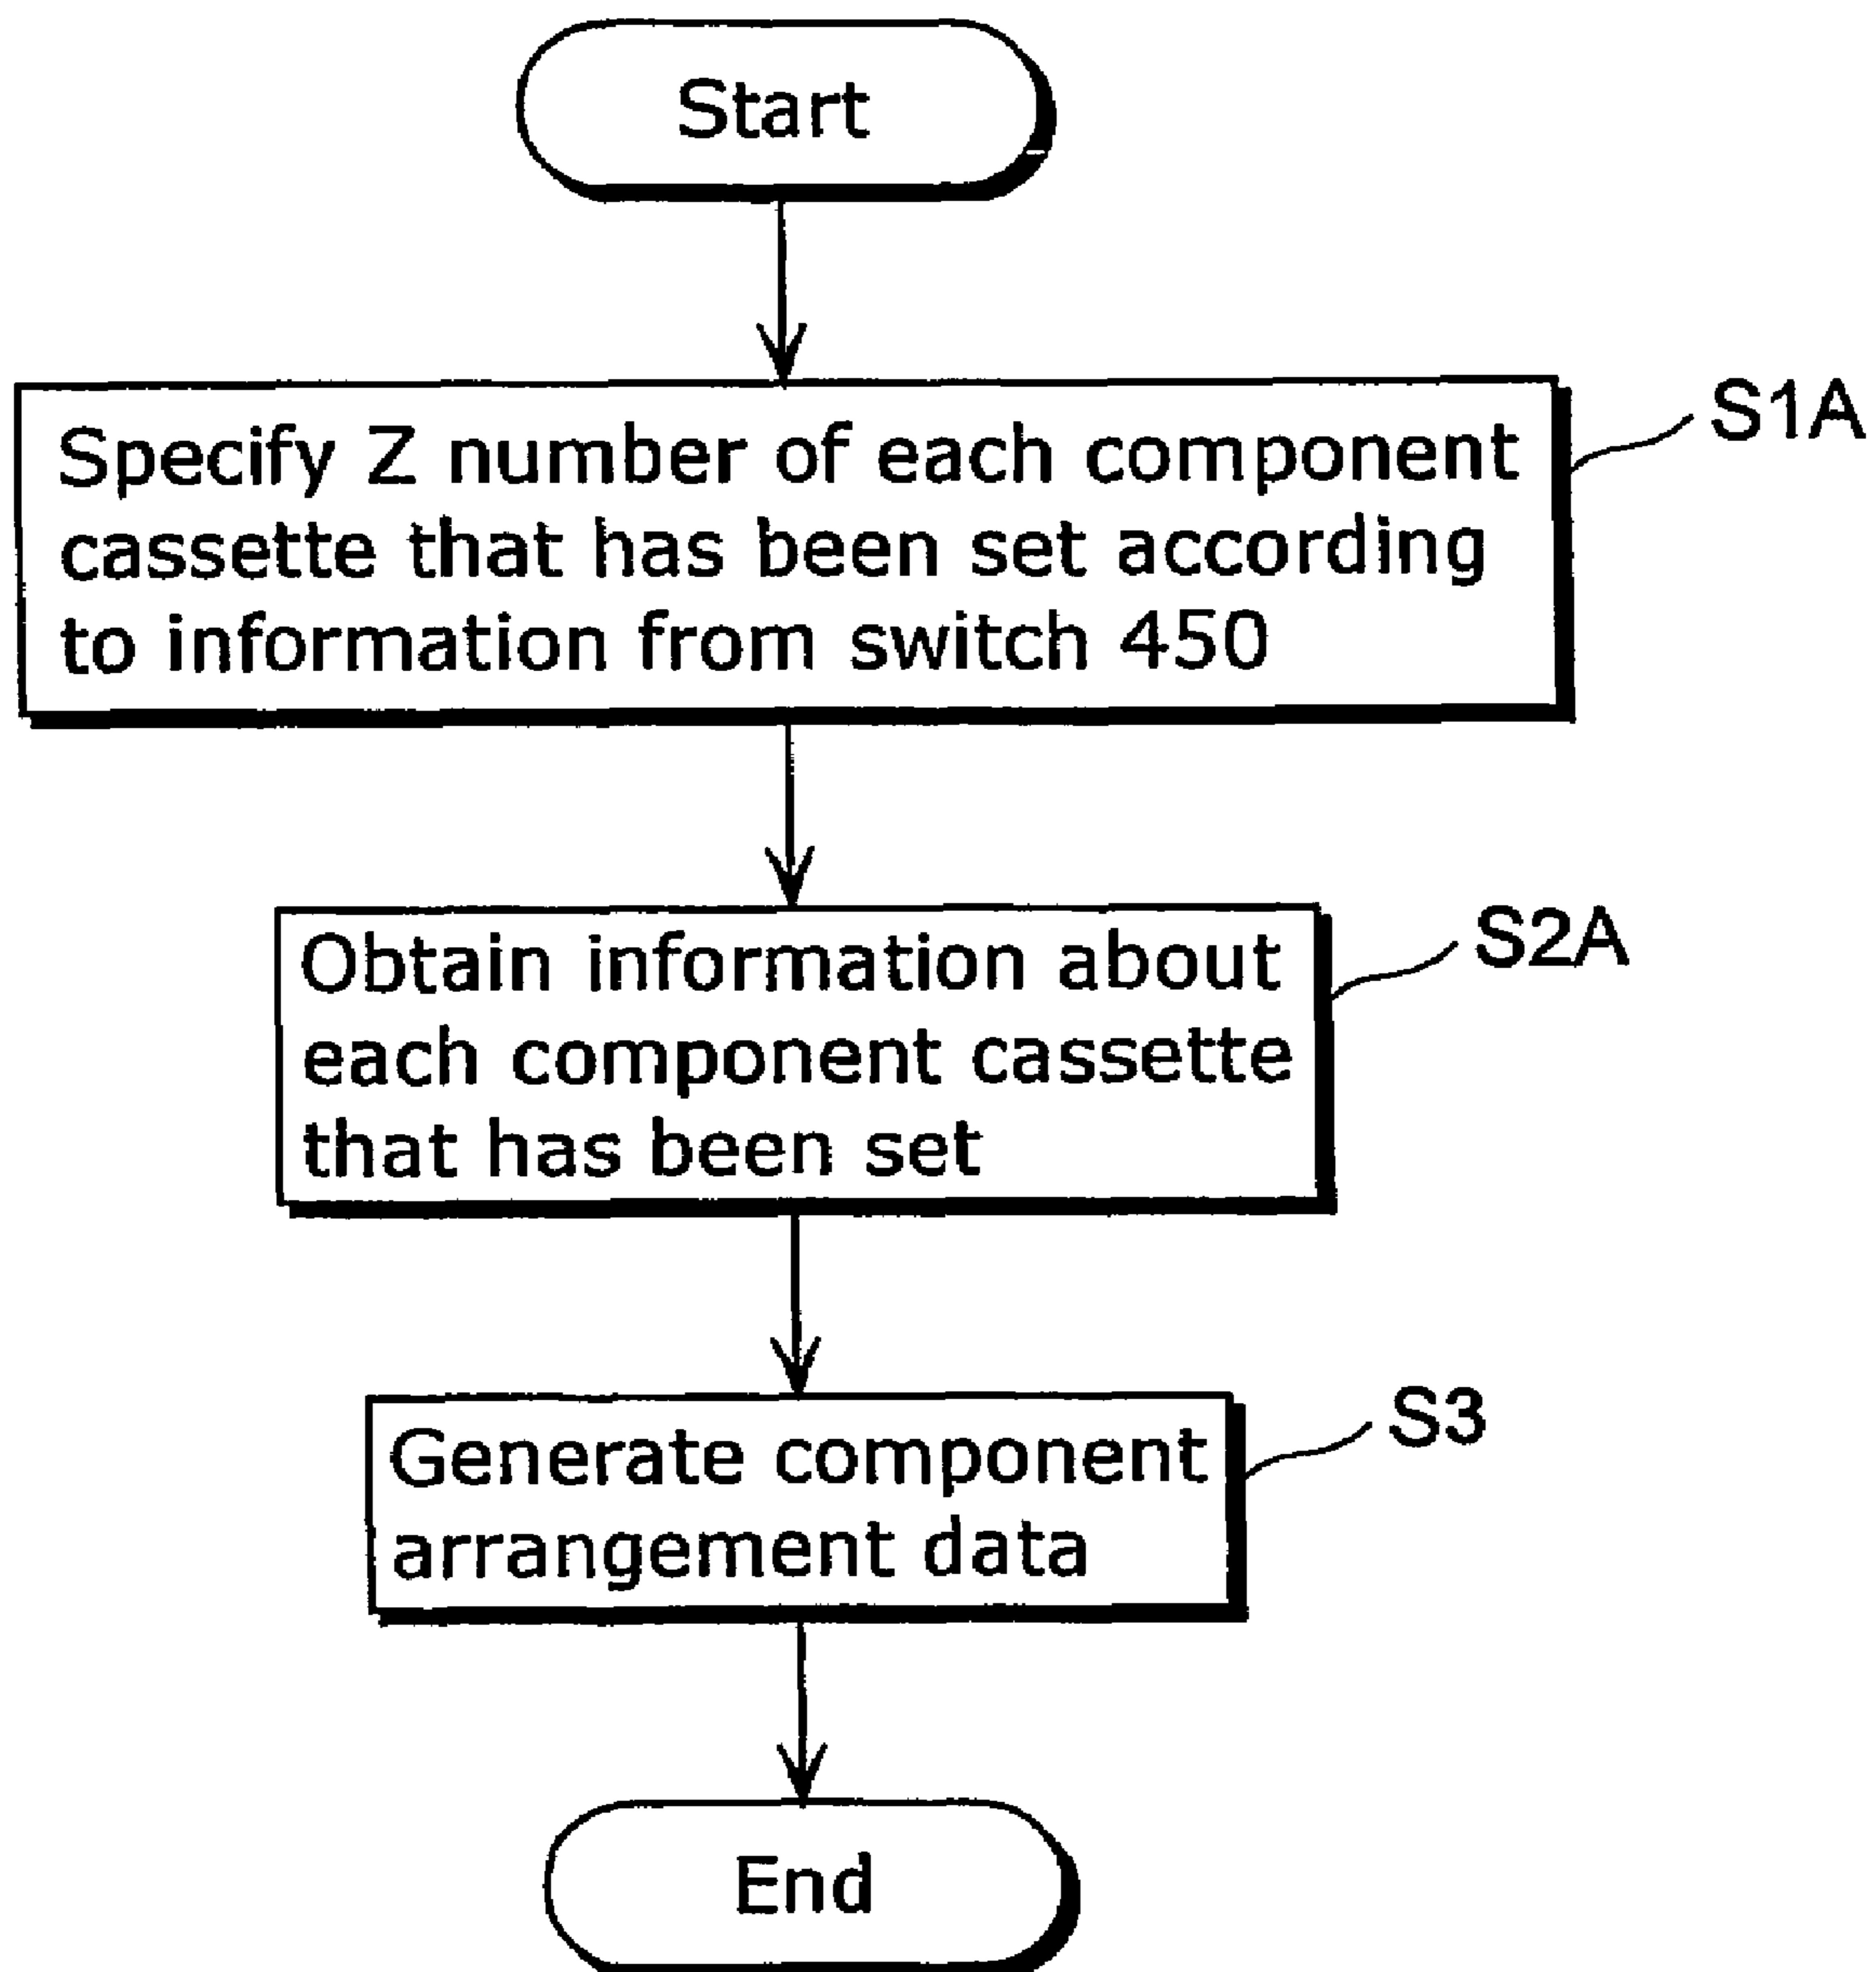 Start
S1A
Specify Z number of each component
cassette that has been set according
to information from switch 450
S2A
Obtain information about
each component cassette
that has been set
S3
Generate component
arrangement data
End